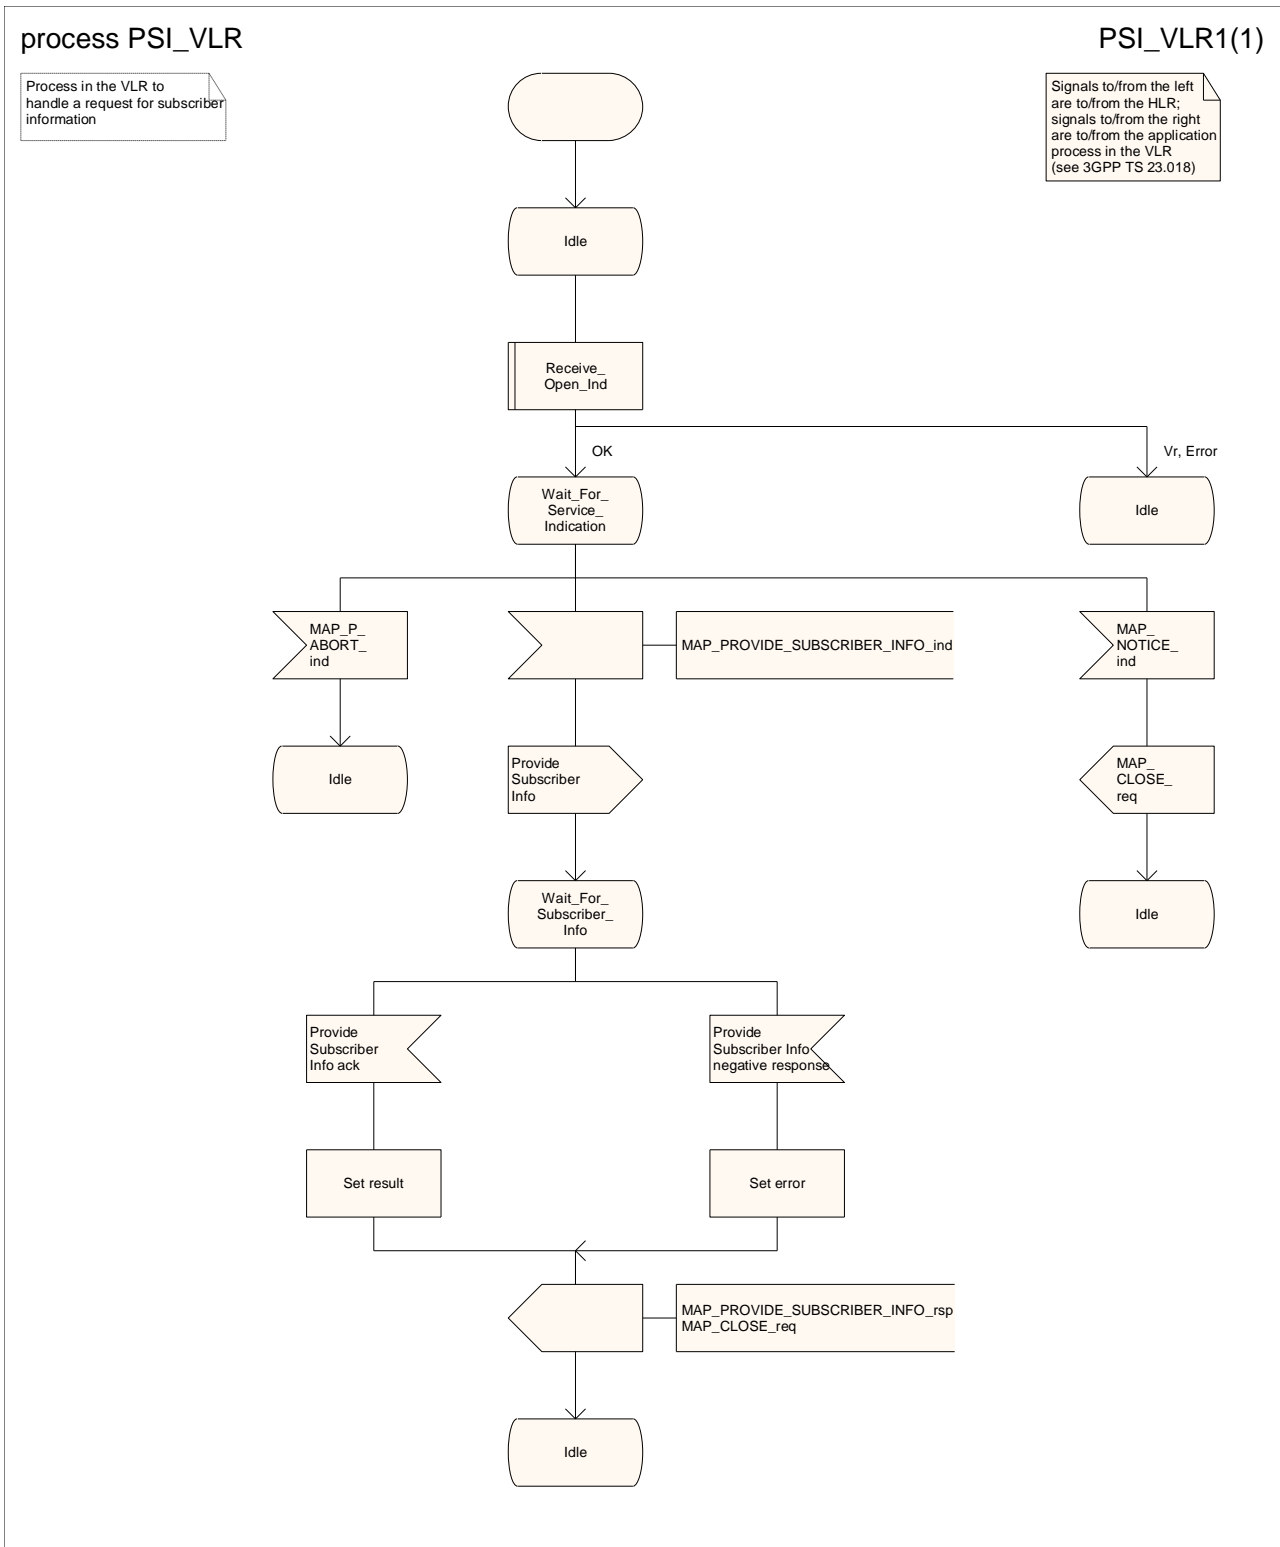 process PSI_VLR
PSI_VLR1(1)
Process in the VLR to
handle a request for subscriber
information
Signals to/from the left
are to/from the HLR;
signals to/from the right
are to/from the application
process in the VLR
(see 3GPP TS 23.018)
Idle
Receive_
Open_Ind
OK
Vr, Error
Wait_For_
Service_
Indication
Idle
MAP_P_
ABORT_
ind
MAP_PROVIDE_SUBSCRIBER_INFO_ind
MAP_
NOTICE_
ind
Idle
Provide
Subscriber
Info
MAP_
CLOSE_
req
Wait_For_
Subscriber_
Info
Idle
Provide
Subscriber
Info ack
Provide
Subscriber Info
negative response
Set result
Set error
MAP_PROVIDE_SUBSCRIBER_INFO_rsp
MAP_CLOSE_req
Idle